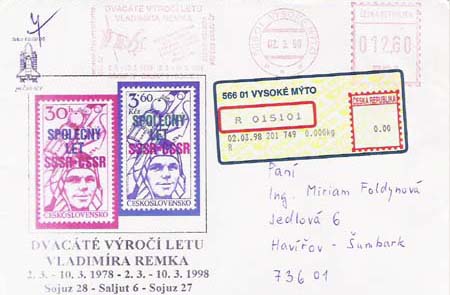 DVACÁTÉ VÝROČÍ LETU
VLADIMÍRA REMKA
2.3.98
ČESKÁ REPUBLIKA
012.60
566 01 VYSOKÉ MÝTO
R 015101
02.03.98 201 749 0.000kg
R
ČESKÁ REPUBLIKA
0.00
30
SPOLEČNÝ
LET
SSSR-ČSSR
ČESKOSLOVENSKO
3,60
Kčs
SPOLEČNÝ
LET
SSSR-ČSSR
ČESKOSLOVENSKO
DVACÁTÉ VÝROČÍ LETU
VLADIMÍRA REMKA
2.3. - 10.3.1978 - 2.3. - 10.3.1998
Sojuz 28 - Saljut 6 - Sojuz 27
Paní
Ing. Miriam Foldynová
Jedlová 6
Havířov - Šumbark
736 01